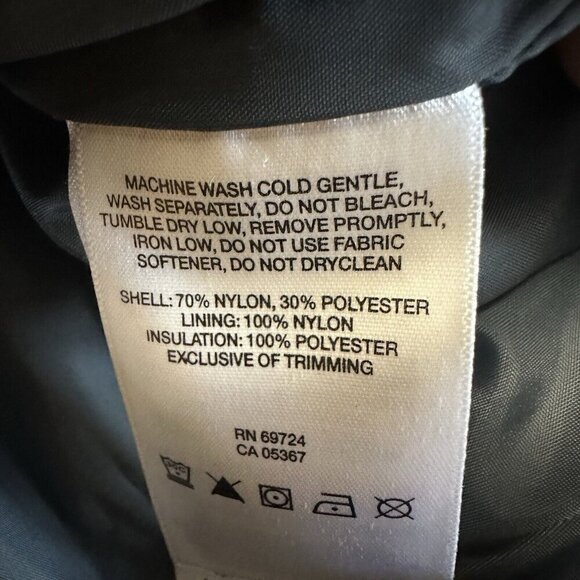 MACHINE WASH COLD GENTLE,
WASH SEPARATELY, DO NOT BLEACH,
TUMBLE DRY LOW, REMOVE PROMPTLY,
IRON LOW, DO NOT USE FABRIC
SOFTENER, DO NOT DRYCLEAN
SHELL: 70% NYLON, 30% POLYESTER
LINING: 100% NYLON
INSULATION: 100% POLYESTER
EXCLUSIVE OF TRIMMING
RN 69724
CA 05367